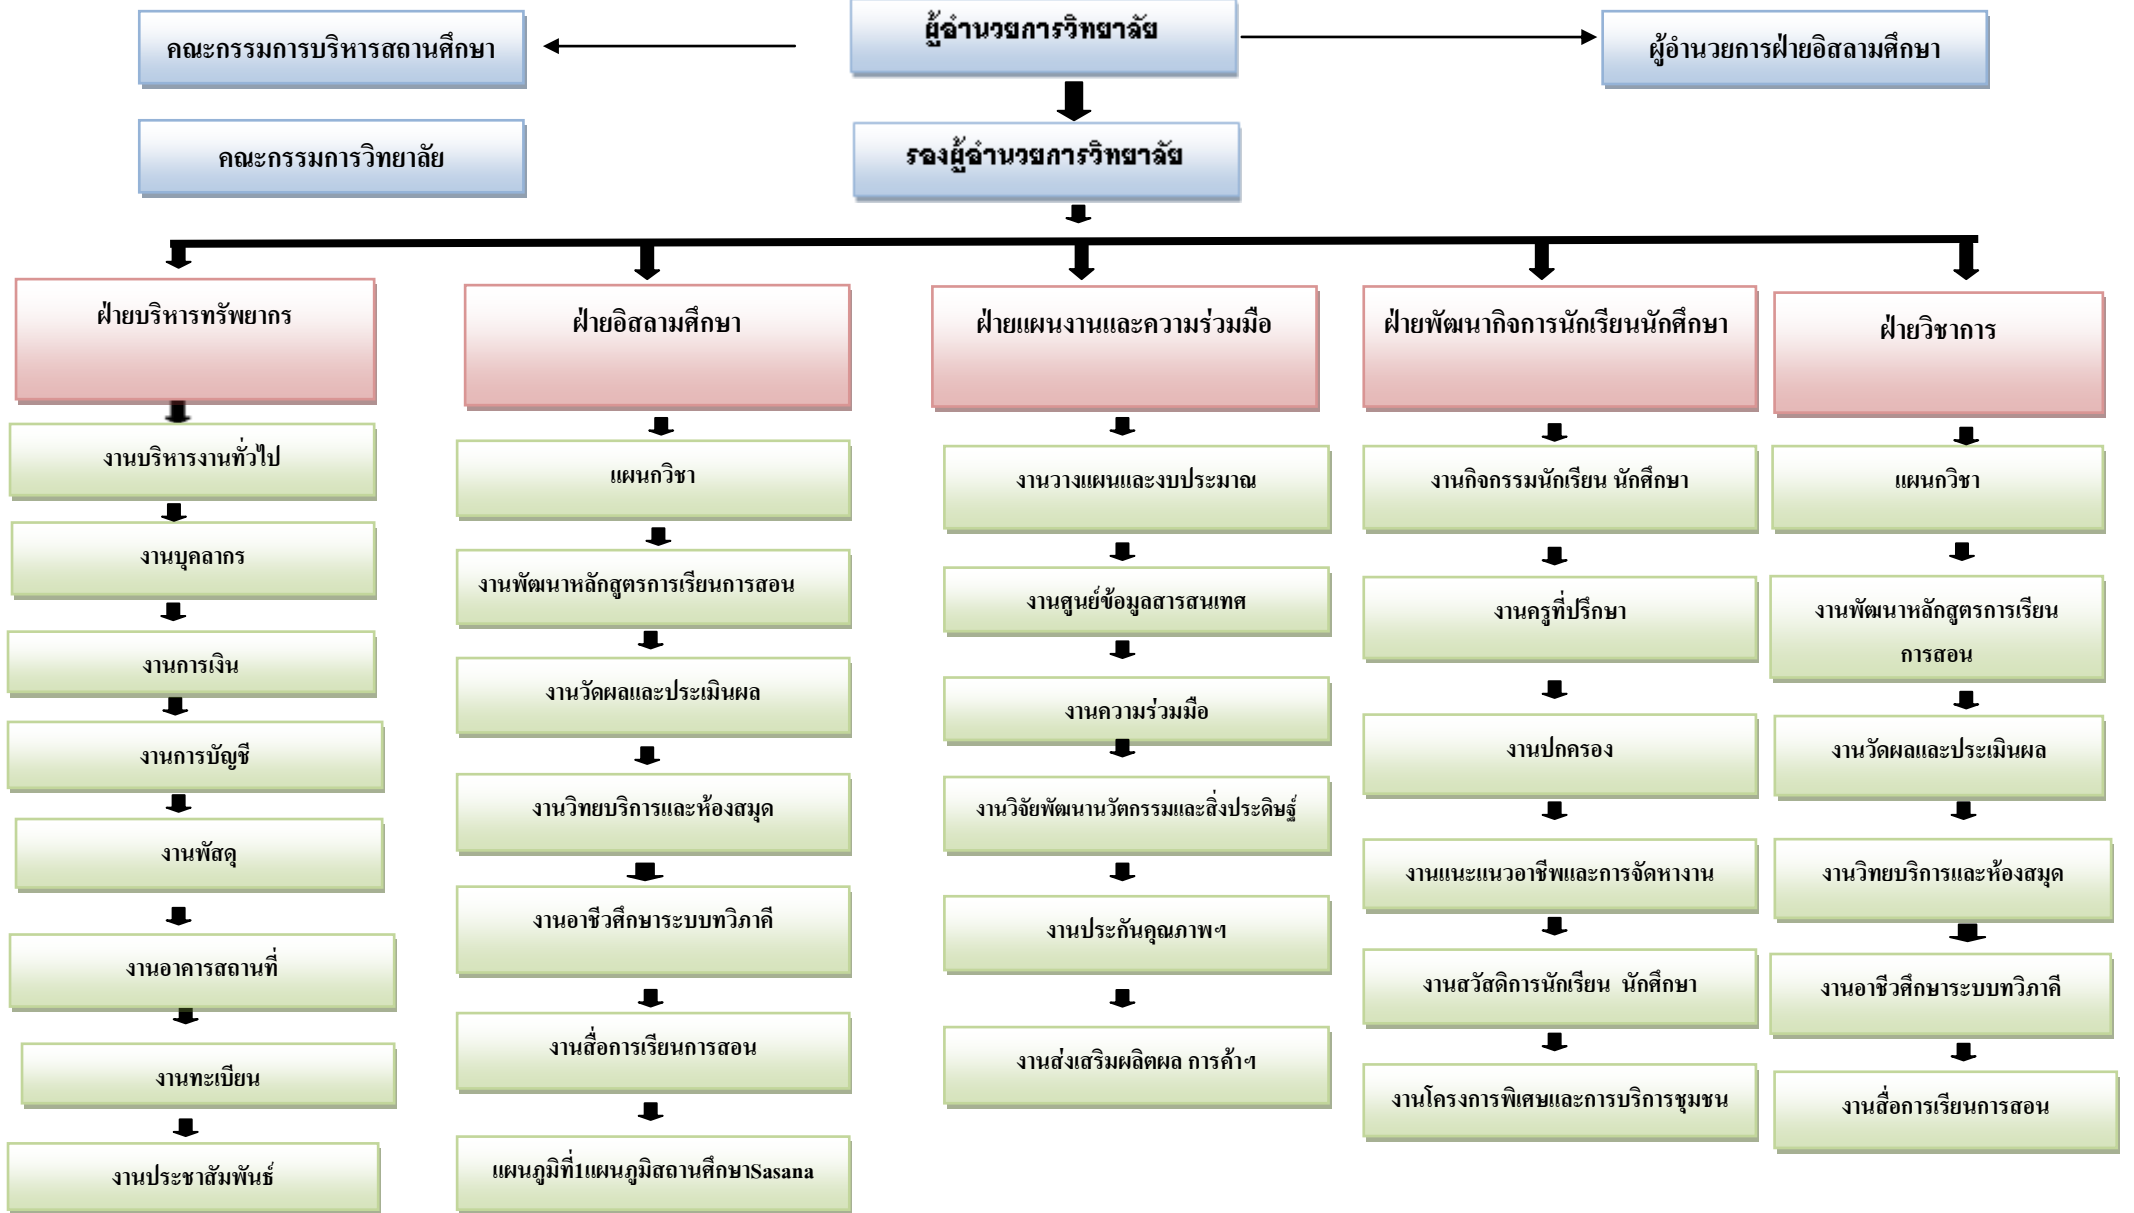 ผู้อำนวยการวิทยาลัย
คณะกรรมการบริหารสถานศึกษา
ผู้อำนวยการฝ่ายอิสลามศึกษา
คณะกรรมการวิทยาลัย
รองผู้อำนวยการวิทยาลัย
ฝ่ายบริหารทรัพยากร
งานบริหารงานทั่วไป
งานบุคลากร
งานการเงิน
งานการบัญชี
งานพัสดุ
งานอาคารสถานที่
งานทะเบียน
งานประชาสัมพันธ์
ฝ่ายอิสลามศึกษา
แผนกวิชา
งานพัฒนาหลักสูตรการเรียนการสอน
งานวัดผลและประเมินผล
งานวิทยบริการและห้องสมุด
งานอาชีวศึกษาระบบทวิภาคี
งานสื่อการเรียนการสอน
แผนภูมิที่1แผนภูมิสถานศึกษาSasana
ฝ่ายแผนงานและความร่วมมือ
งานวางแผนและงบประมาณ
งานศูนย์ข้อมูลสารสนเทศ
งานความร่วมมือ
งานวิจัยพัฒนานวัตกรรมและสิ่งประดิษฐ์
งานประกันคุณภาพฯ
งานส่งเสริมผลิตผล การค้าฯ
ฝ่ายพัฒนากิจการนักเรียนนักศึกษา
งานกิจกรรมนักเรียน นักศึกษา
งานครูที่ปรึกษา
งานปกครอง
งานแนะแนวอาชีพและการจัดหางาน
งานสวัสดิการนักเรียน นักศึกษา
งานโครงการพิเศษและการบริการชุมชน
ฝ่ายวิชาการ
แผนกวิชา
งานพัฒนาหลักสูตรการเรียน
การสอน
งานวัดผลและประเมินผล
งานวิทยบริการและห้องสมุด
งานอาชีวศึกษาระบบทวิภาคี
งานสื่อการเรียนการสอน